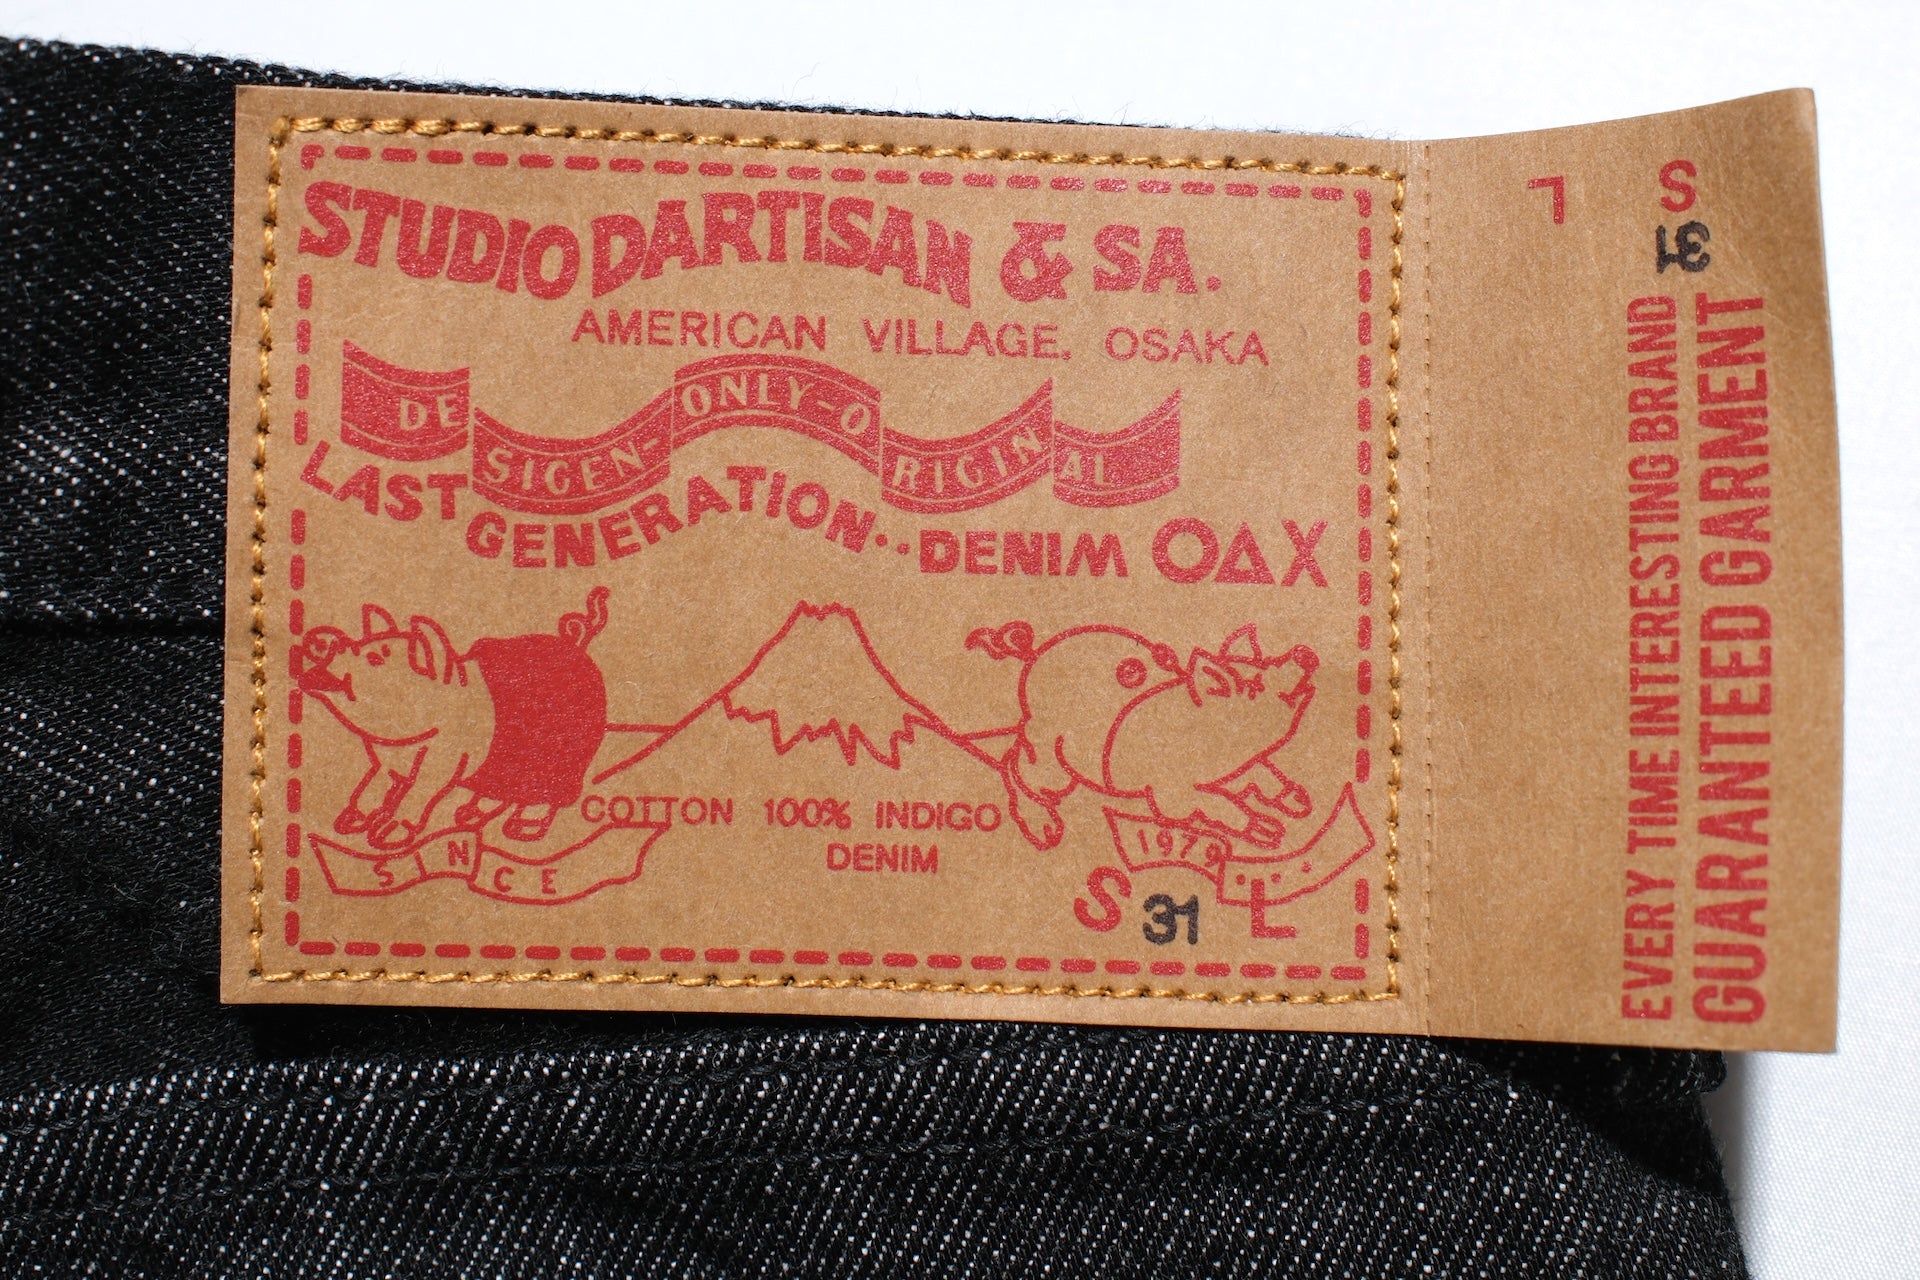 STUDIO DARTISAN & SA.
AMERICAN VILLAGE, OSAKA
DE SIGEN-ONLY-ORIGINAL
LAST GENERATION··DENIM O∆X
COTTON 100% INDIGO
DENIM
SINCE
1979...
S 31 L
S 31 L
EVERY TIME INTERESTING BRAND
GUARANTEED GARMENT